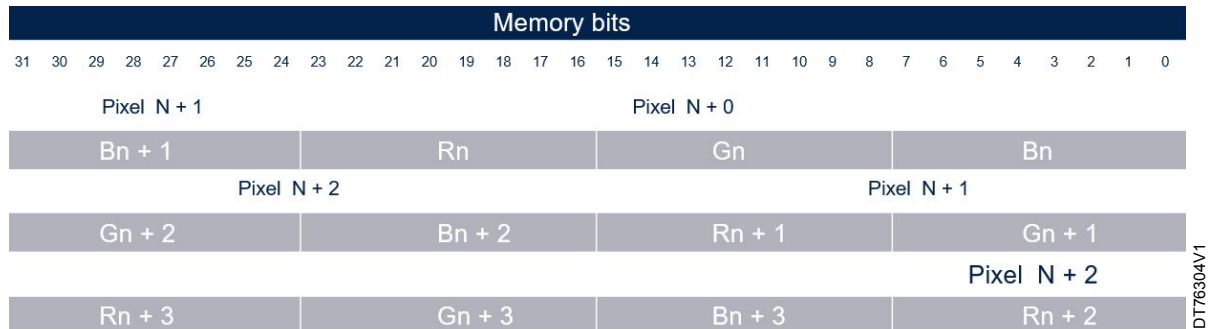 Memory bits
31 30 29 28 27 26 25 24 23 22 21 20 19 18 17 16 15 14 13 12 11 10 9 8 7 6 5 4 3 2 1 0
Pixel N + 1 Pixel N + 0
Bn + 1 Rn Gn Bn
Pixel N + 2 Pixel N + 1
Gn + 2 Bn + 2 Rn + 1 Gn + 1
Pixel N + 2
Rn + 3 Gn + 3 Bn + 3 Rn + 2
DT76304V1